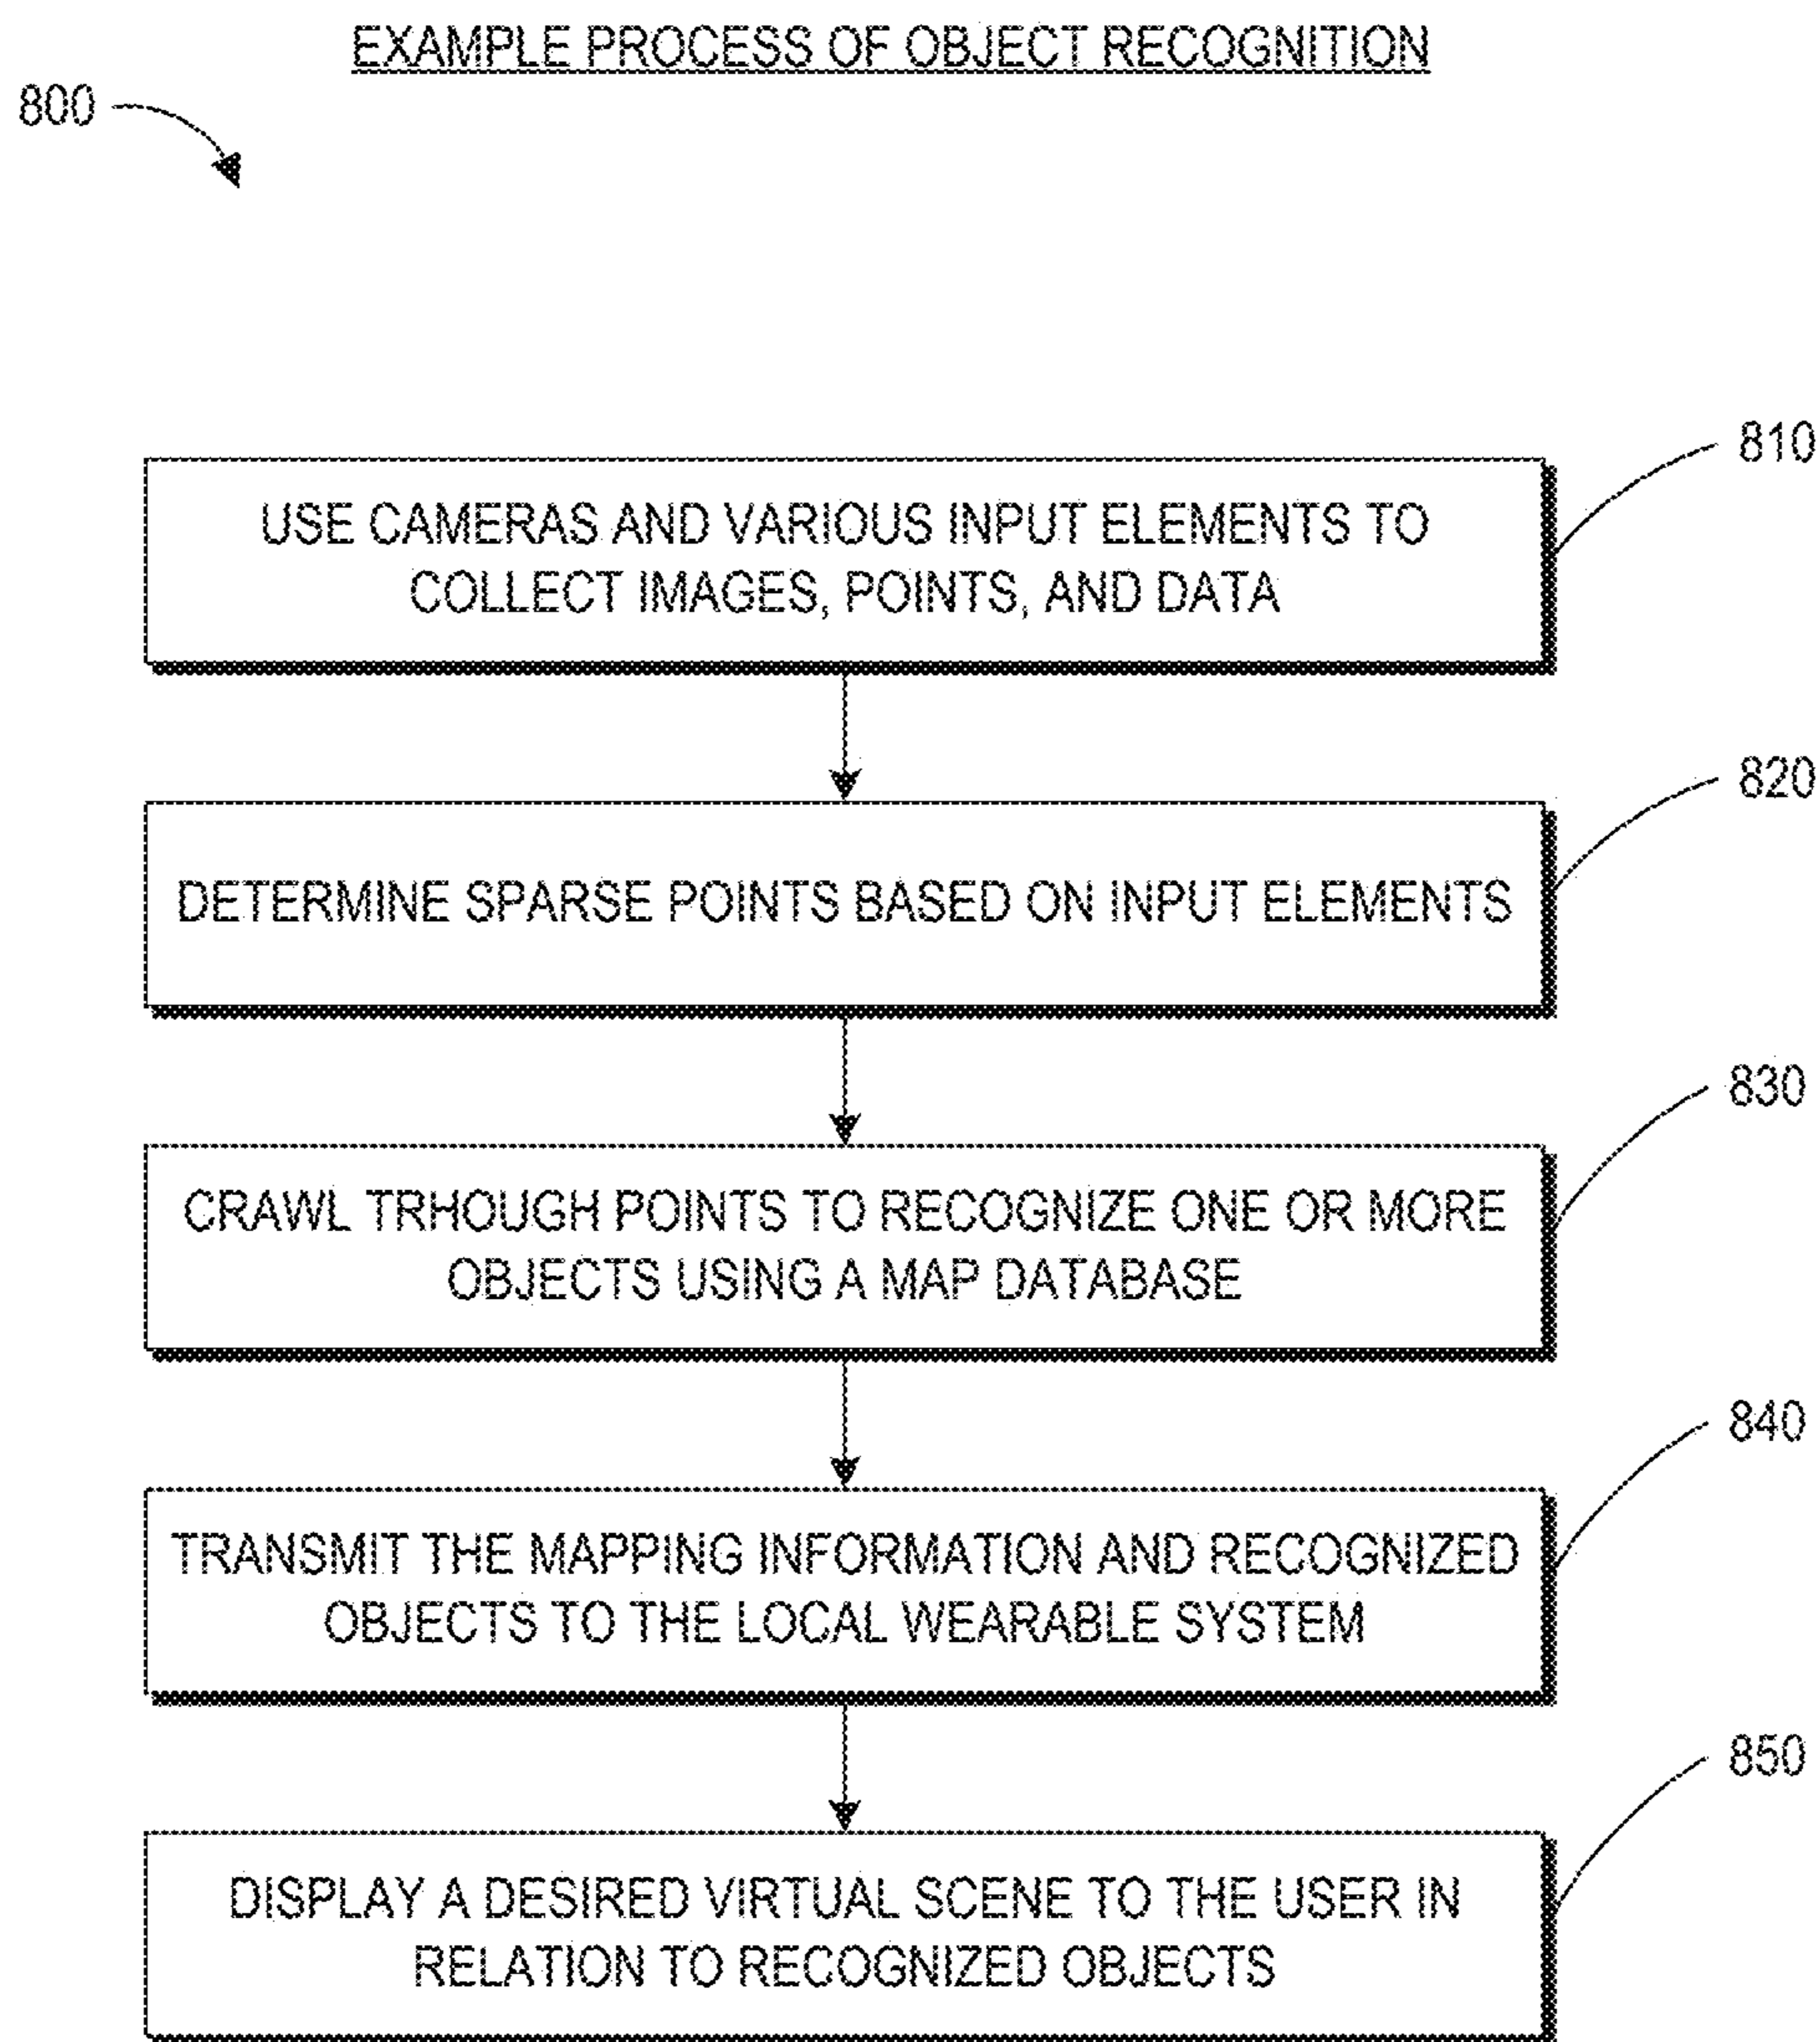 EXAMPLE PROCESS OF OBJECT RECOGNITION
800
810
USE CAMERAS AND VARIOUS INPUT ELEMENTS TO
COLLECT IMAGES, POINTS, AND DATA
820
DETERMINE SPARSE POINTS BASED ON INPUT ELEMENTS
830
CRAWL TRHOUGH POINTS TO RECOGNIZE ONE OR MORE
OBJECTS USING A MAP DATABASE
840
TRANSMIT THE MAPPING INFORMATION AND RECOGNIZED
OBJECTS TO THE LOCAL WEARABLE SYSTEM
850
DISPLAY A DESIRED VIRTUAL SCENE TO THE USER IN
RELATION TO RECOGNIZED OBJECTS